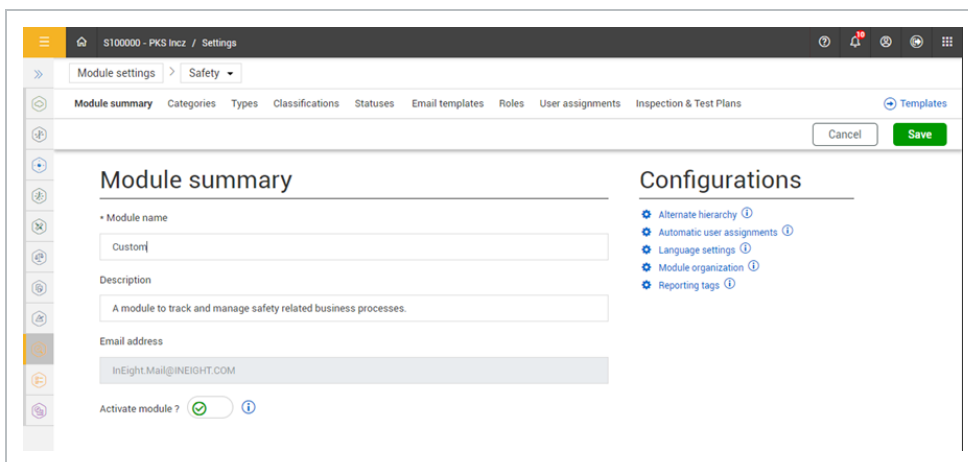 S100000 - PKS Incz / Settings
10
Module settings > Safety
Module summary Categories Types Classifications Statuses Email templates Roles User assignments Inspection & Test Plans Templates
Cancel Save
Module summary
Configurations
* Module name
Custom
Alternate hierarchy
Automatic user assignments
Language settings
Module organization
Reporting tags
Description
A module to track and manage safety related business processes.
Email address
InEight.Mail@INEIGHT.COM
Activate module ?